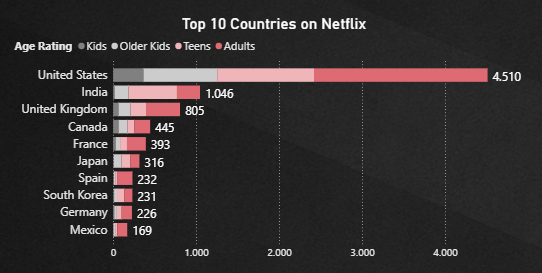 Top 10 Countries on Netflix
Age Rating Kids Older Kids Teens Adults
United States 4.510
India 1.046
United Kingdom 805
Canada 445
France 393
Japan 316
Spain 232
South Korea 231
Germany 226
Mexico 169
0 1.000 2.000 3.000 4.000